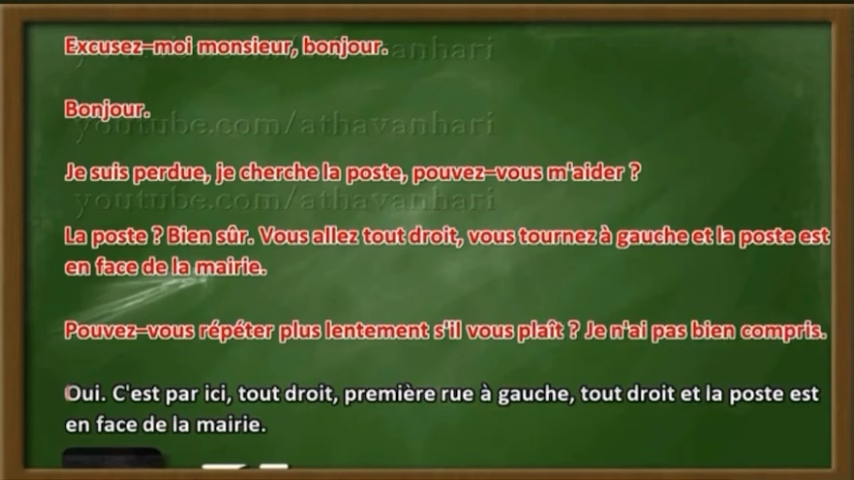 Excusez-moi monsieur, bonjour.
youtube.com/athavanhari
Bonjour.
youtube.com/athavanhari
Je suis perdue, je cherche la poste, pouvez-vous m'aider ?
youtube.com/athavanhari
La poste ? Bien sûr. Vous allez tout droit, vous tournez à gauche et la poste est
en face de la mairie.
Pouvez-vous répéter plus lentement s'il vous plaît ? Je n'ai pas bien compris.
Oui. C'est par ici, tout droit, première rue à gauche, tout droit et la poste est
en face de la mairie.